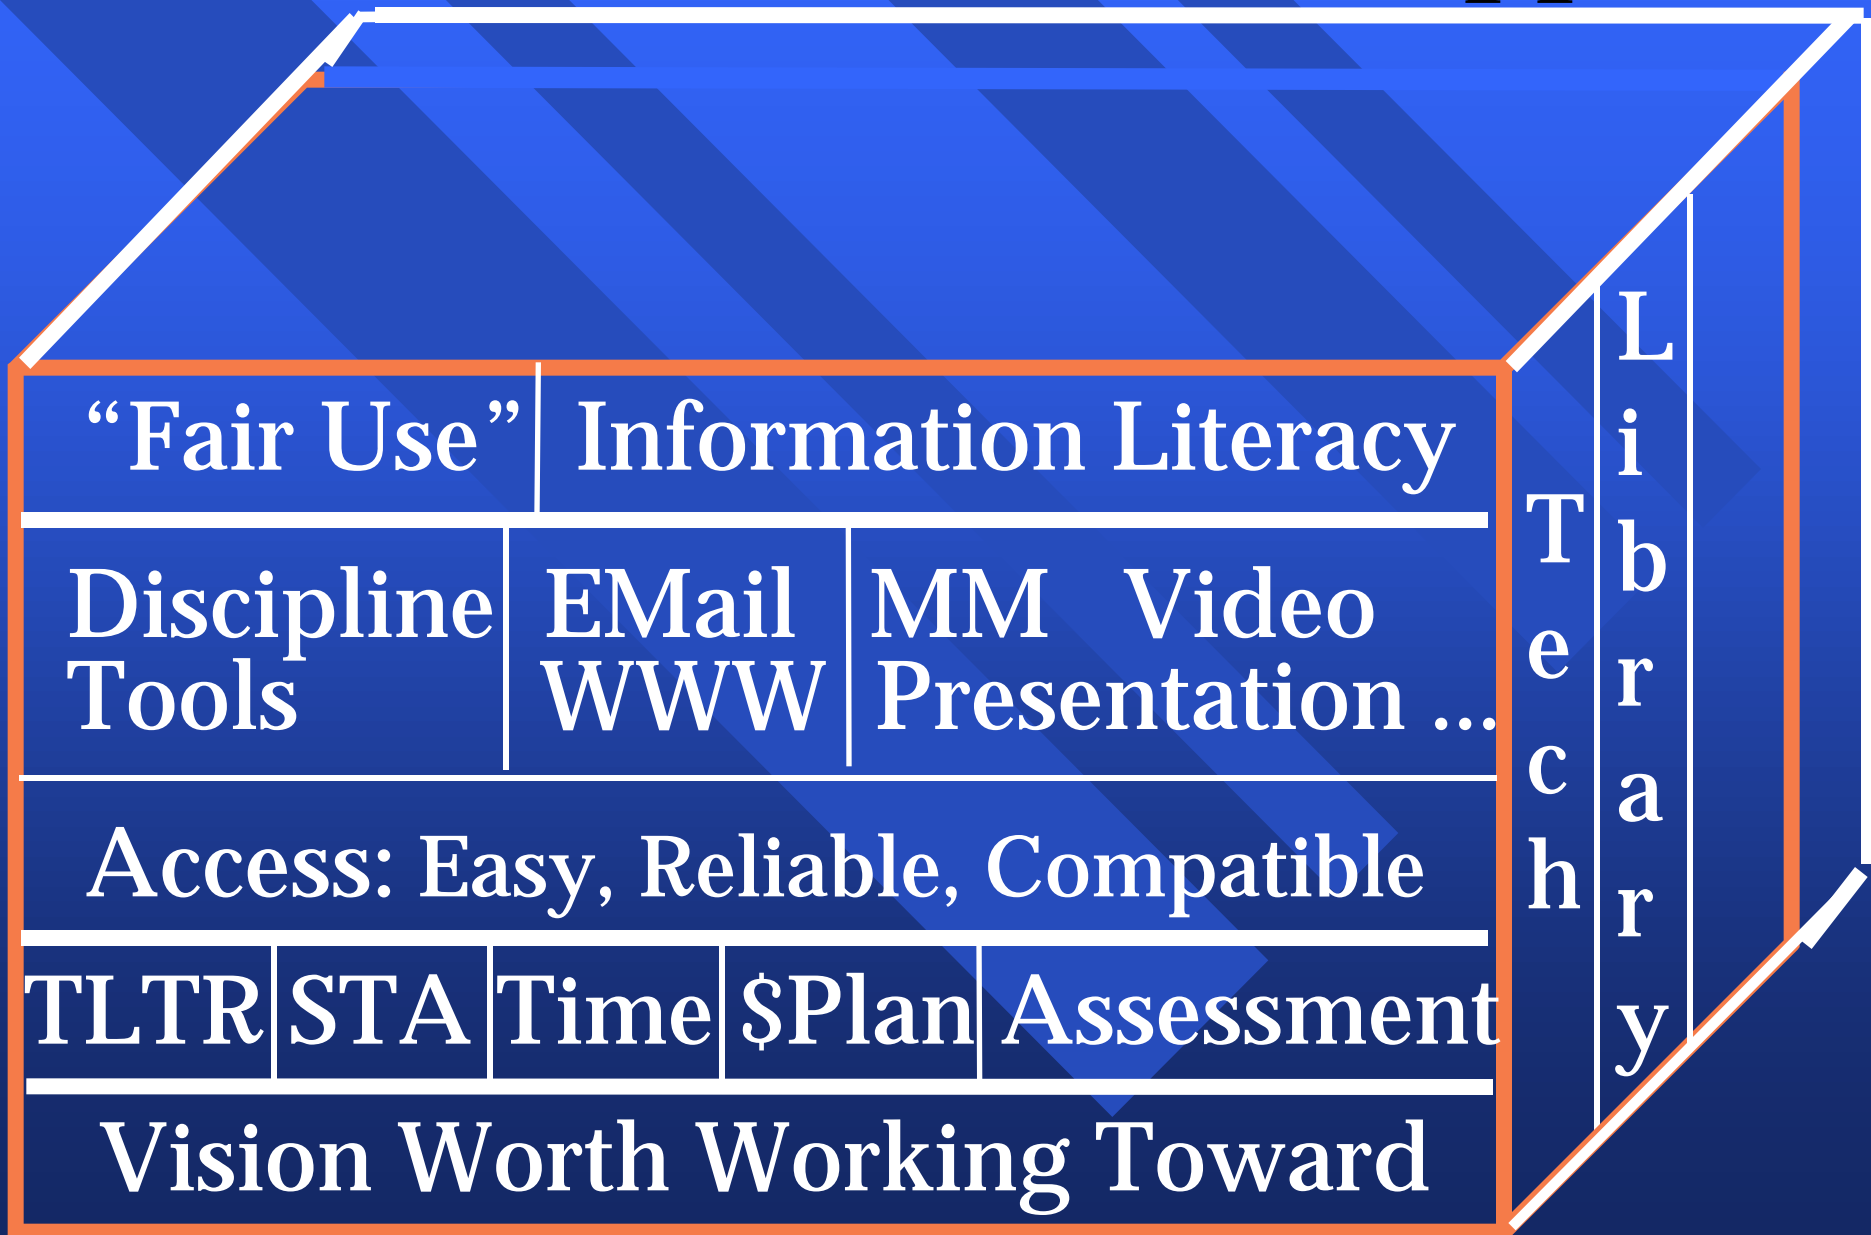 “Fair Use” Information Literacy
Discipline
Tools
EMail
WWW
MM Video
Presentation ...
Access: Easy, Reliable, Compatible
TLTR STA Time $Plan Assessment
Vision Worth Working Toward
Tech
Library